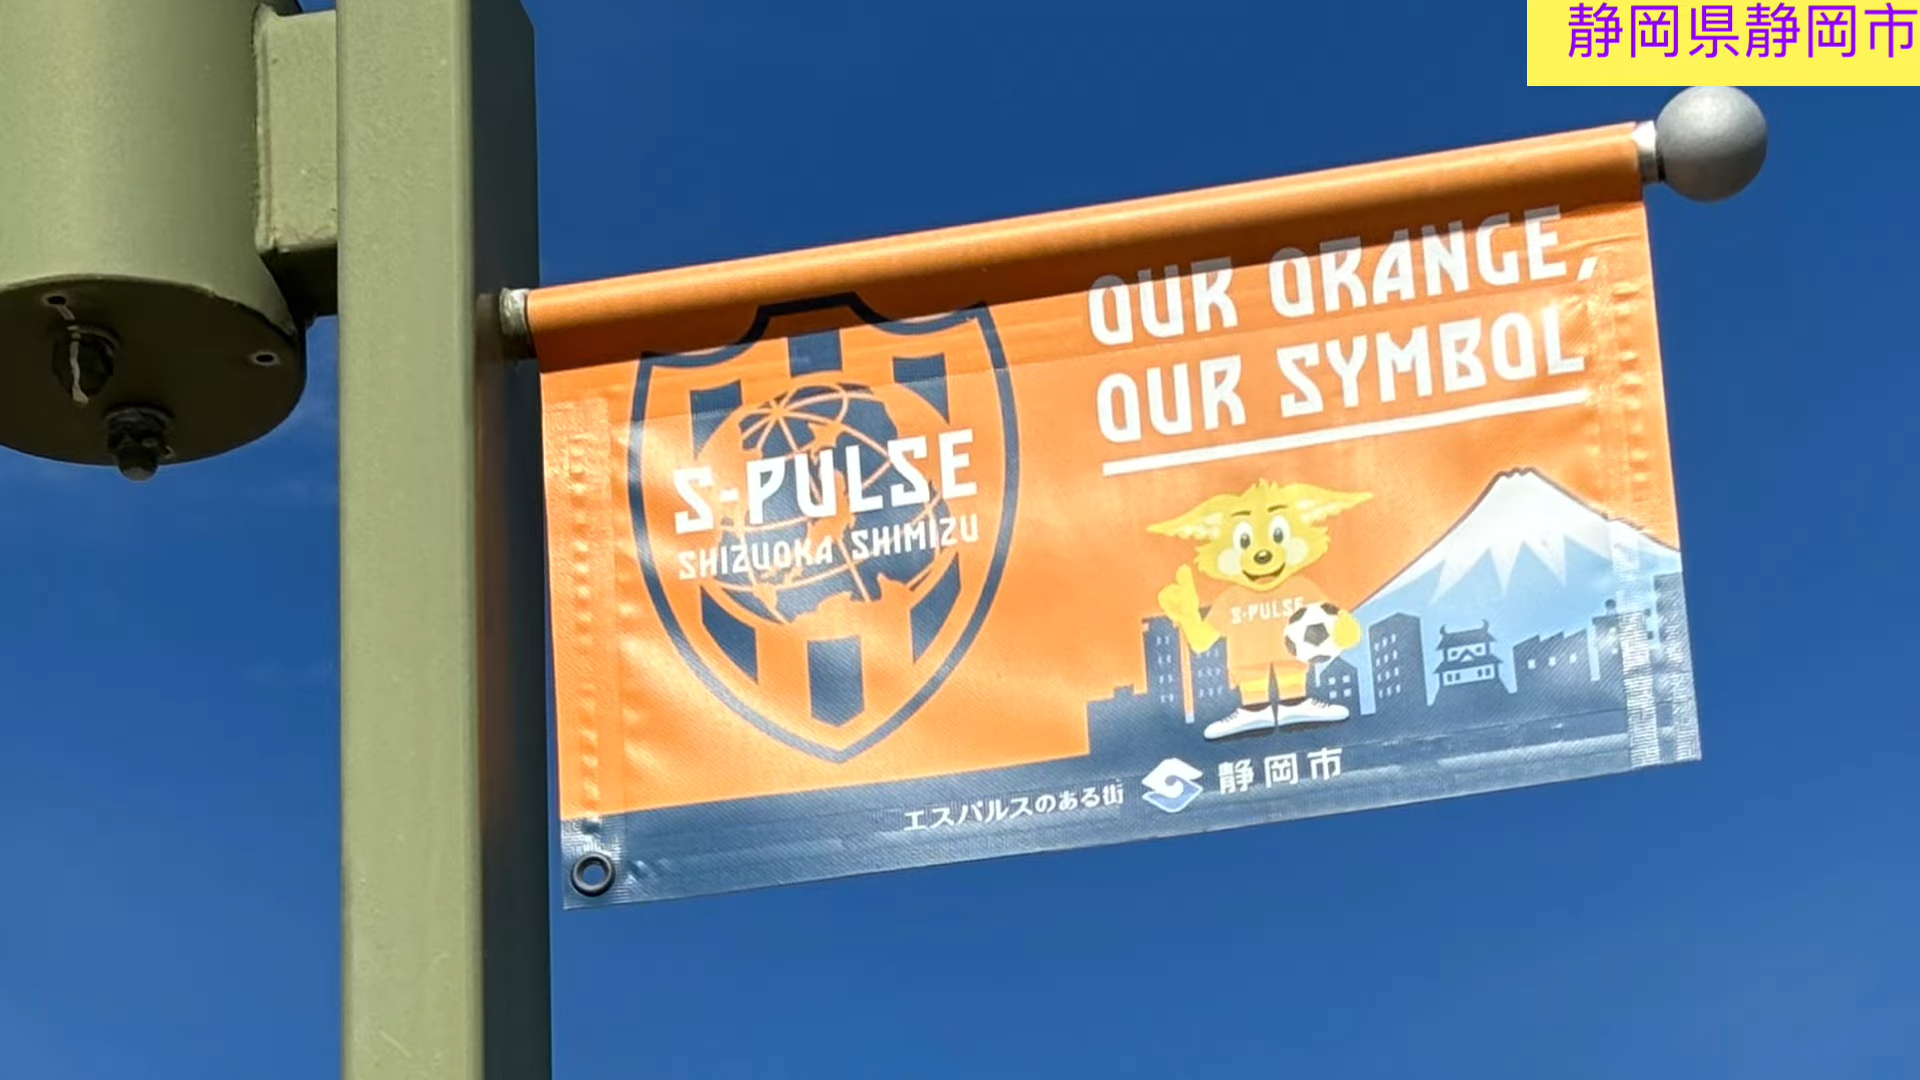 静岡県静岡市
OUR ORANGE,
OUR SYMBOL
S-PULSE
SHIZUOKA SHIMIZU
S-PULSE
エスパルスのある街 静岡市